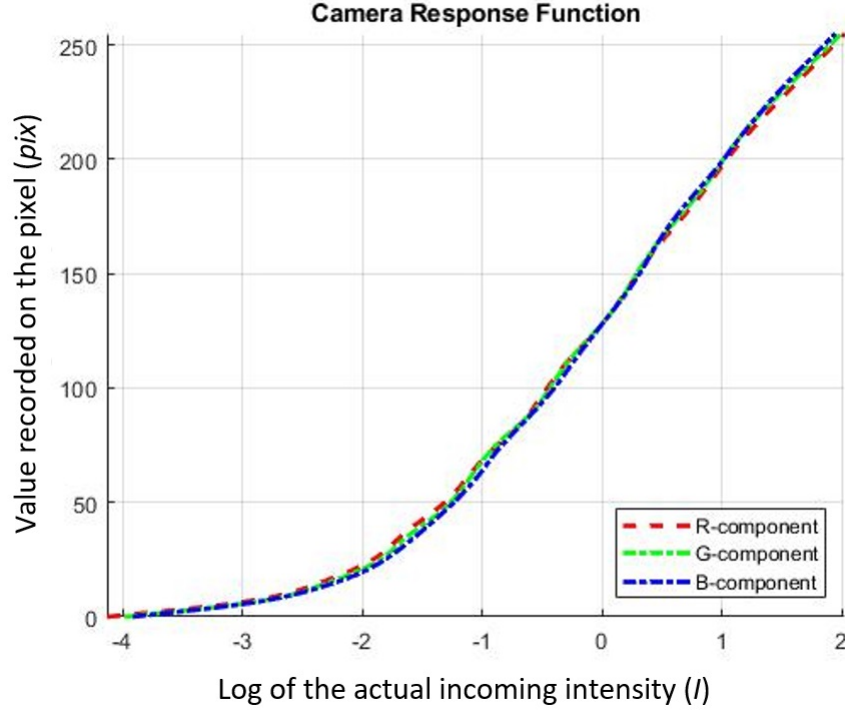 Camera Response Function
Value recorded on the pixel (pix)
250
200
150
100
50
0
-4 -3 -2 -1 0 1 2
R-component
G-component
B-component
Log of the actual incoming intensity (I)